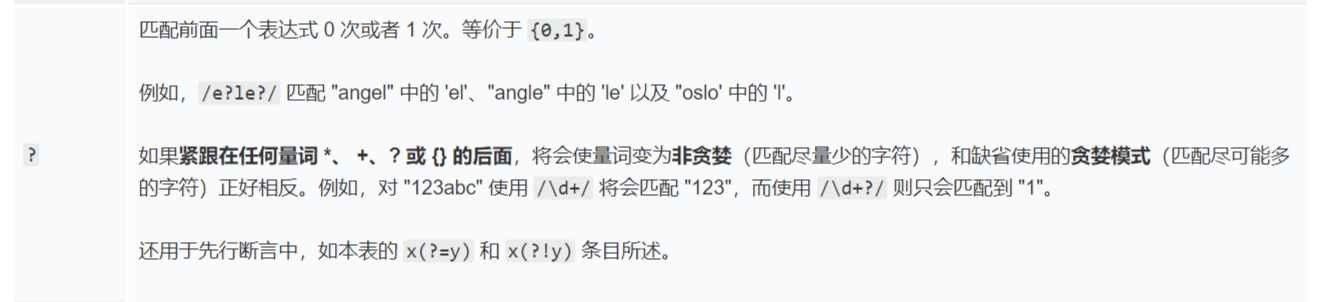 匹配前面一个表达式 0 次或者 1 次。等价于 {0,1}。
例如，/e?le?/ 匹配 "angel" 中的 'el'、"angle" 中的 'le' 以及 "oslo' 中的 'l'。
?
如果紧跟在任何量词 *、 +、? 或 {} 的后面，将会使量词变为非贪婪（匹配尽量少的字符），和缺省使用的贪婪模式（匹配尽可能多
的字符）正好相反。例如，对 "123abc" 使用 /\d+/ 将会匹配 "123"，而使用 /\d+?/ 则只会匹配到 "1"。
还用于先行断言中，如本表的 x(?=y) 和 x(?!y) 条目所述。